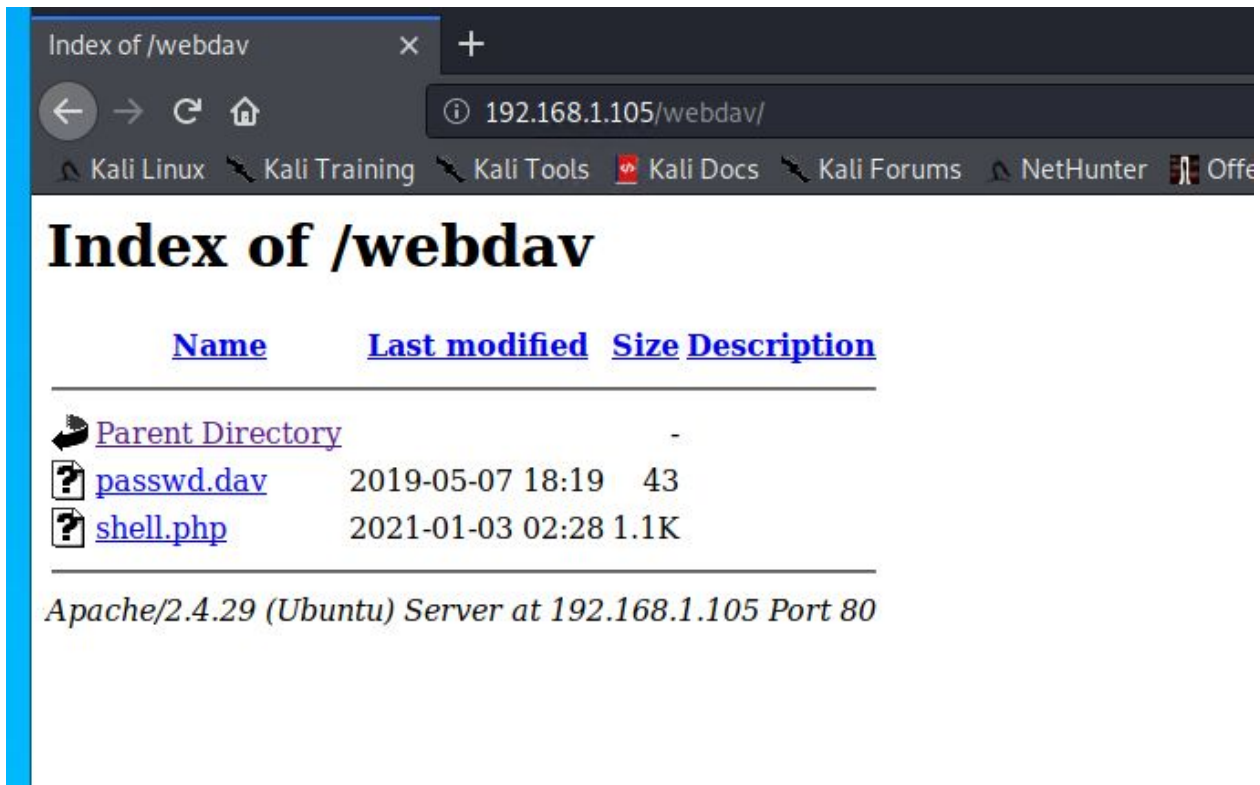 Index of /webdav
192.168.1.105/webdav/
Kali Linux Kali Training Kali Tools Kali Docs Kali Forums NetHunter Offe
Index of /webdav
Name Last modified Size Description
Parent Directory -
passwd.dav 2019-05-07 18:19 43
shell.php 2021-01-03 02:28 1.1K
Apache/2.4.29 (Ubuntu) Server at 192.168.1.105 Port 80